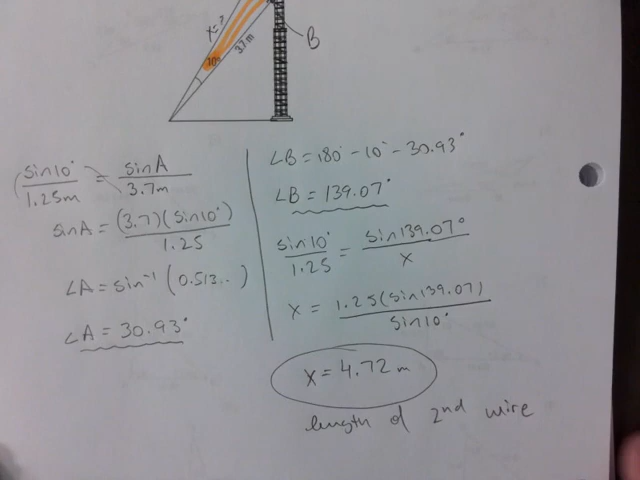 x=?
10°
3.7m
B
sin10° / 1.25m = sinA / 3.7m
sinA = (3.7)(sin10°) / 1.25
∠A = sin⁻¹ (0.513..)
∠A = 30.93°
∠B = 180° - 10° - 30.93°
∠B = 139.07°
sin10° / 1.25 = sin139.07° / x
x = 1.25(sin139.07) / sin10°
x = 4.72 m
length of 2nd wire